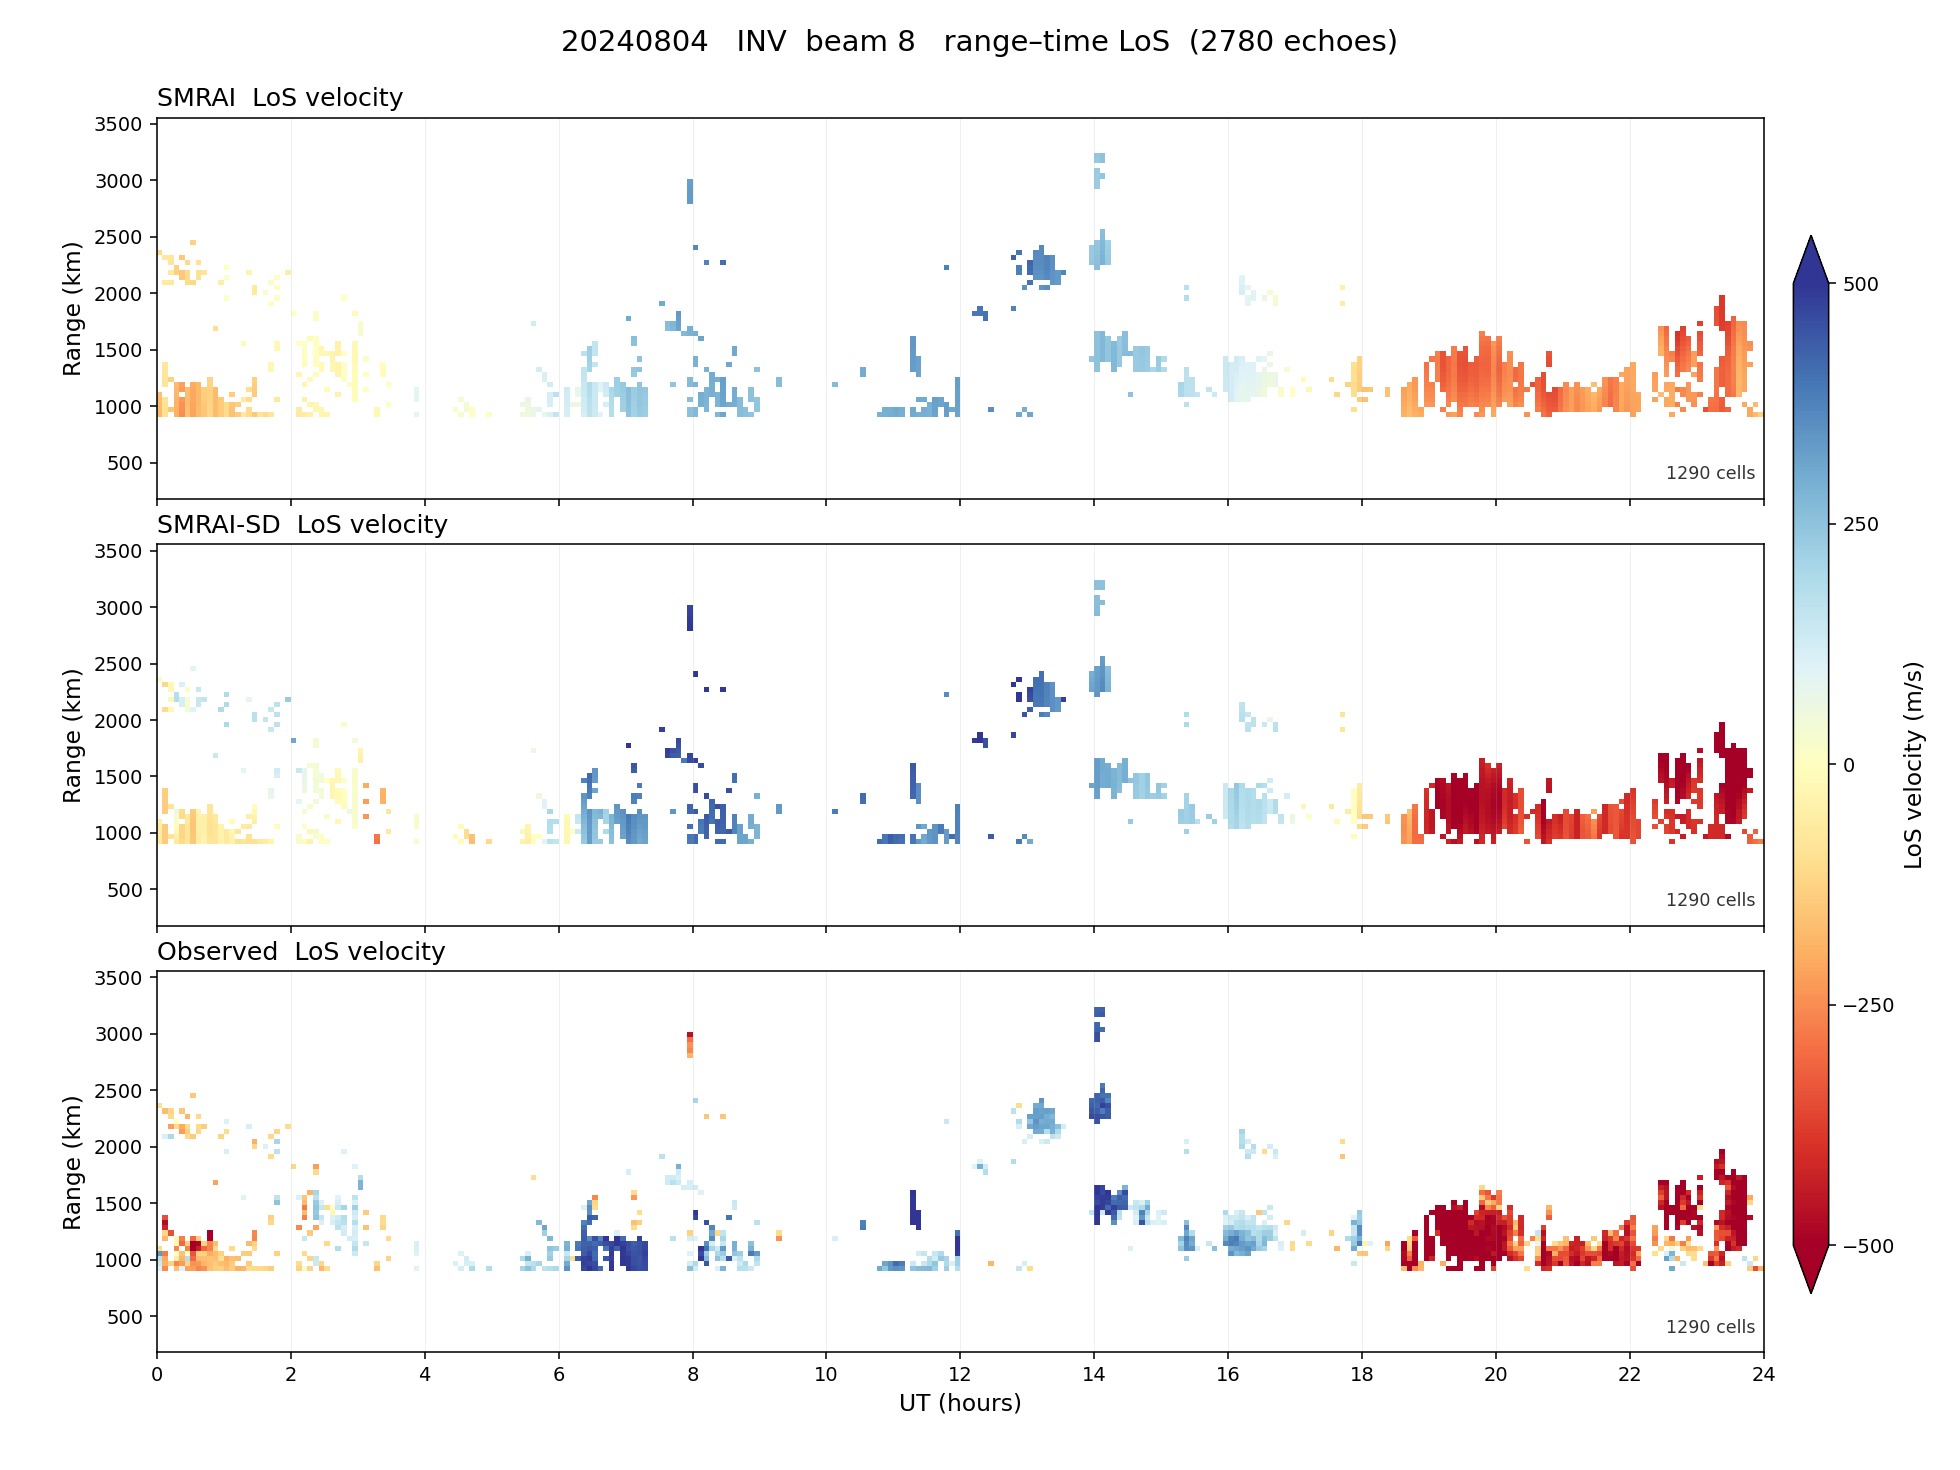 20240804   INV  beam 8   range–time LoS  (2780 echoes)
SMRAI  LoS velocity
3500
3000
2500
2000
1500
1000
500
Range (km)
1290 cells
SMRAI-SD  LoS velocity
3500
3000
2500
2000
1500
1000
500
Range (km)
1290 cells
Observed  LoS velocity
3500
3000
2500
2000
1500
1000
500
Range (km)
1290 cells
0 2 4 6 8 10 12 14 16 18 20 22 24
UT (hours)
500
250
0
−250
−500
LoS velocity (m/s)